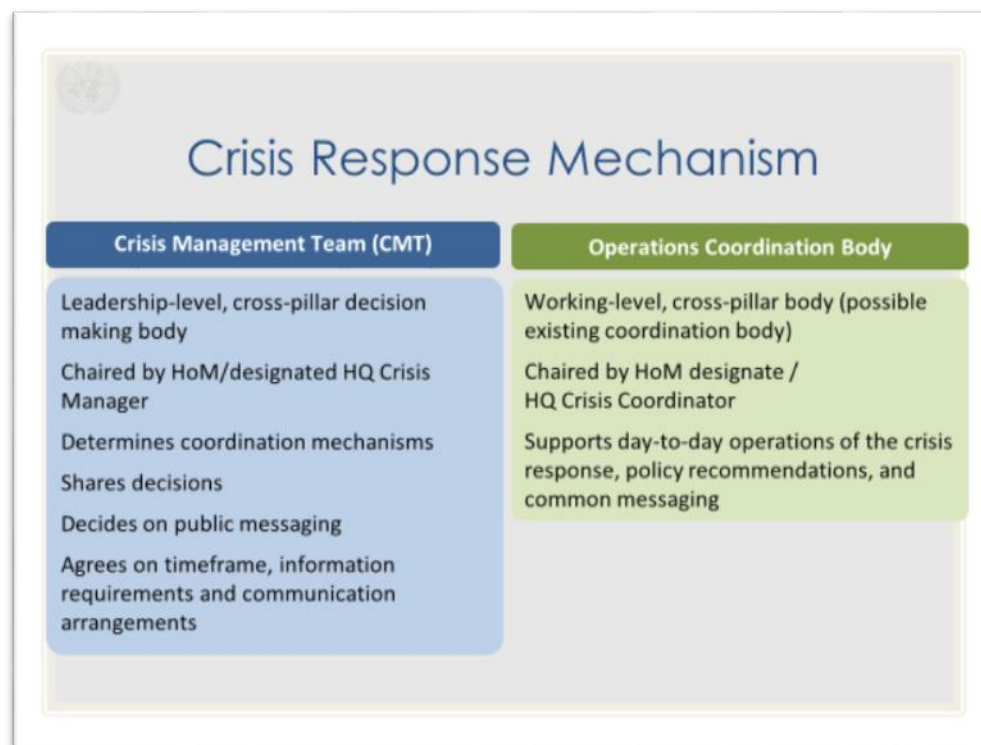 Crisis Response Mechanism
Crisis Management Team (CMT)
Leadership-level, cross-pillar decision
making body
Chaired by HoM/designated HQ Crisis
Manager
Determines coordination mechanisms
Shares decisions
Decides on public messaging
Agrees on timeframe, information
requirements and communication
arrangements
Operations Coordination Body
Working-level, cross-pillar body (possible
existing coordination body)
Chaired by HoM designate /
HQ Crisis Coordinator
Supports day-to-day operations of the crisis
response, policy recommendations, and
common messaging